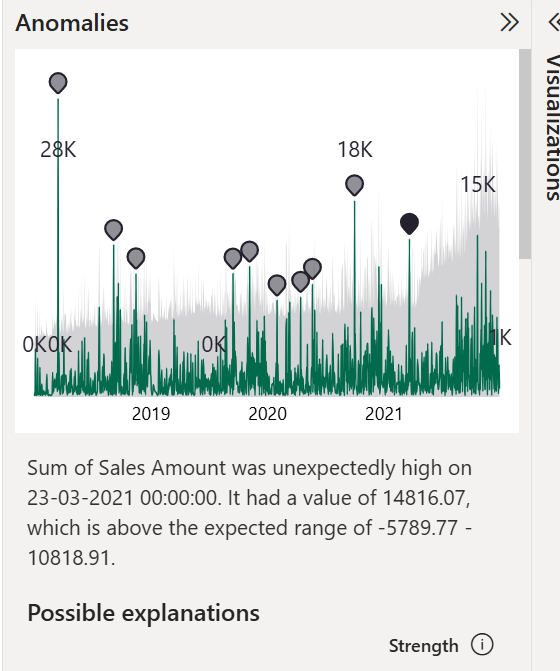 Anomalies
Visualizations
28K
18K
15K
0K0K
0K
1K
2019 2020 2021
Sum of Sales Amount was unexpectedly high on
23-03-2021 00:00:00. It had a value of 14816.07,
which is above the expected range of -5789.77 -
10818.91.
Possible explanations
Strength